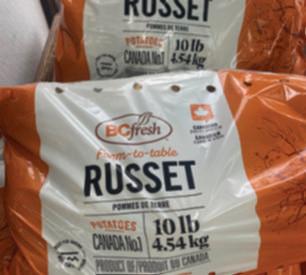 RUSSET
POMMES DE TERRE
POTATOES
CANADA No.1
10 lb
4.54 kg
BCfresh
Farm-to-table
RUSSET
POMMES DE TERRE
POTATOES
CANADA No.1
10 lb
4.54 kg
PRODUCT OF/PRODUIT DU CANADA